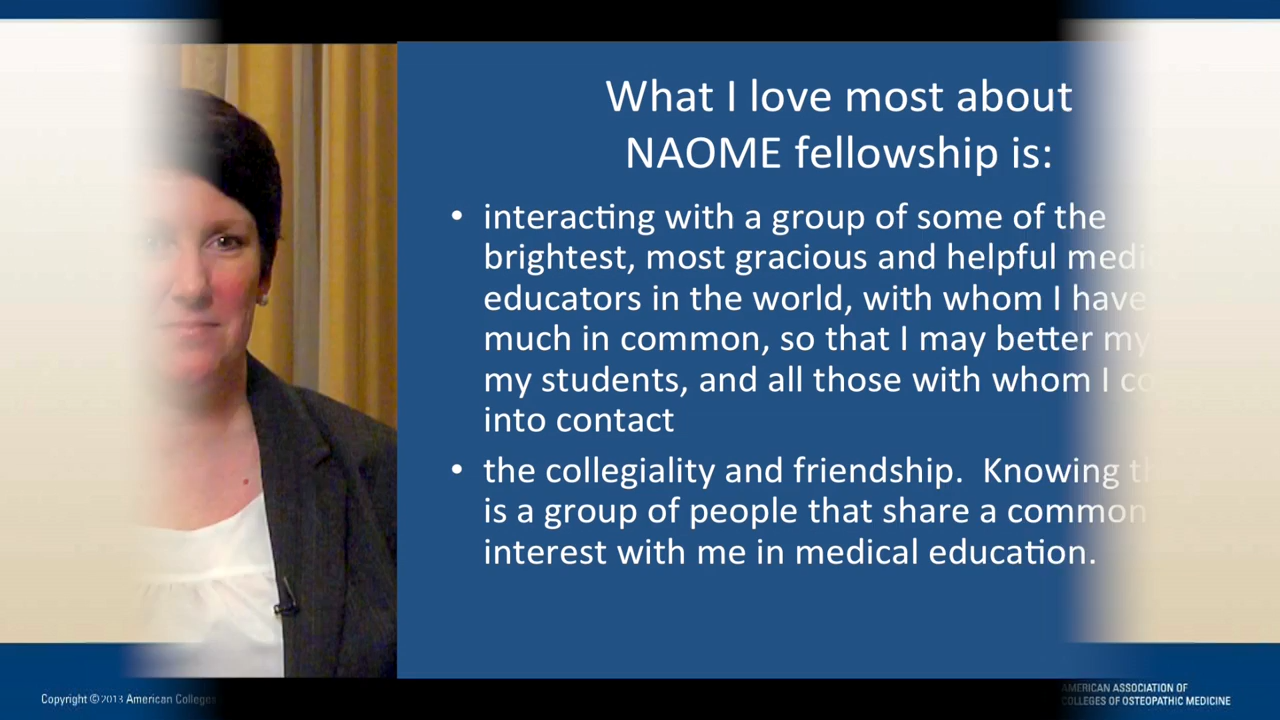 What I love most about
NAOME fellowship is:
• interacting with a group of some of the
brightest, most gracious and helpful
educators in the world, with whom I have
much in common, so that I may better my
my students, and all those with whom I
into contact
• the collegiality and friendship. Knowing
is a group of people that share a common
interest with me in medical education.
Copyright © 2013 American Colleges
AMERICAN ASSOCIATION OF
COLLEGES OF OSTEOPATHIC MEDICINE